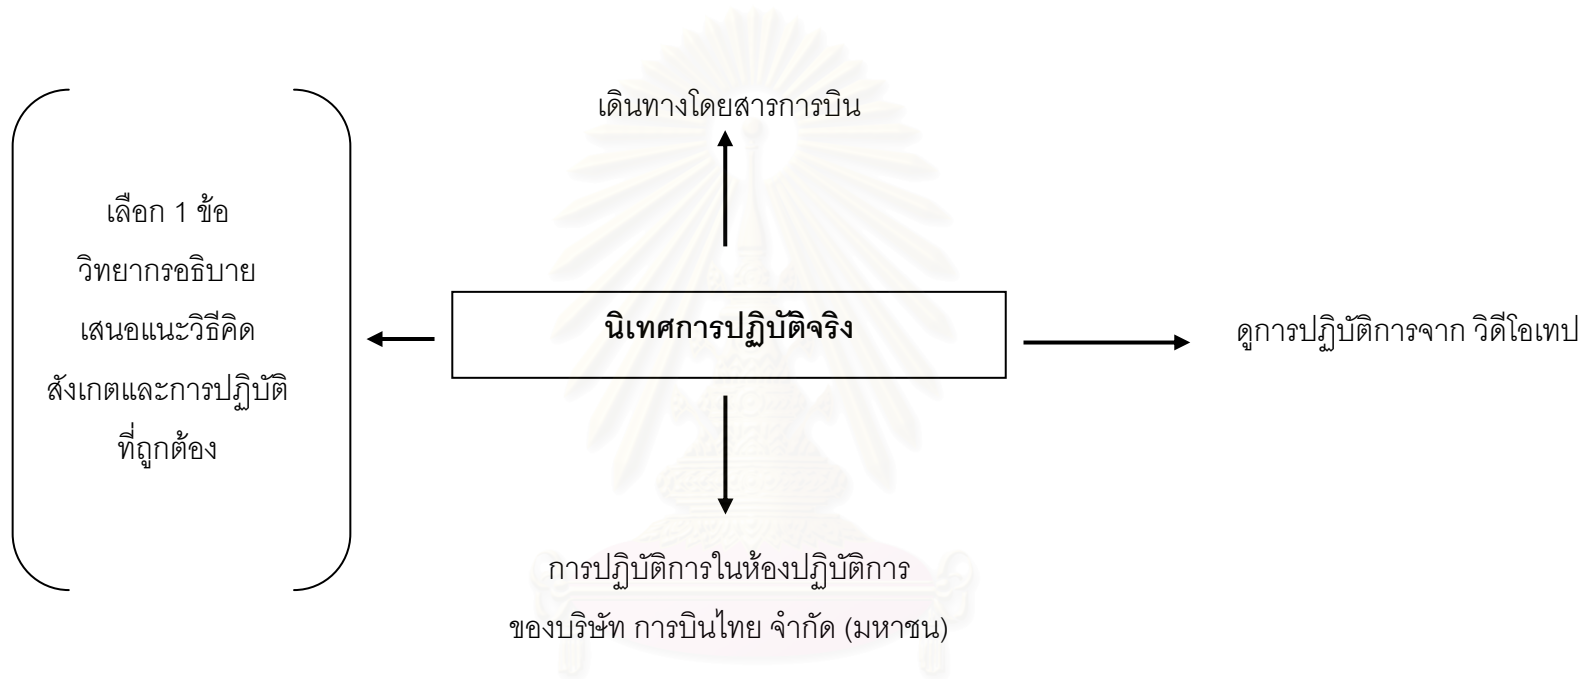 เดินทางโดยสารการบิน
เลือก 1 ข้อ
วิทยากรอธิบาย
เสนอแนะวิธีคิด
สังเกตและการปฏิบัติ
ที่ถูกต้อง
นิเทศการปฏิบัติจริง
ดูการปฏิบัติการจาก วิดีโอเทป
การปฏิบัติการในห้องปฏิบัติการ
ของบริษัท การบินไทย จำกัด (มหาชน)